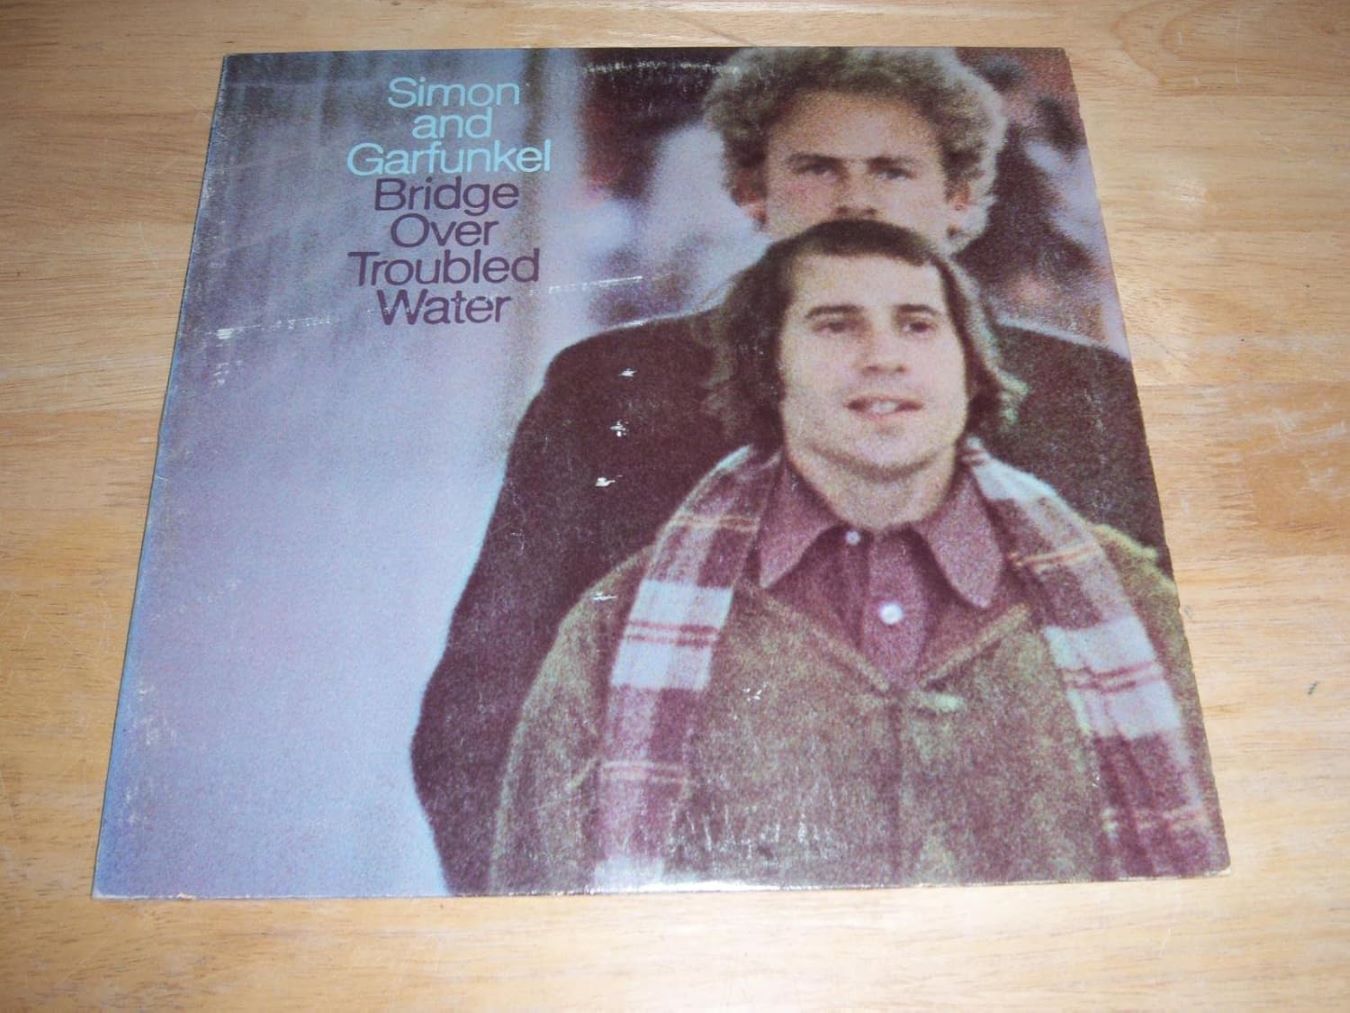 Simon
and
Garfunkel
Bridge
Over
Troubled
Water